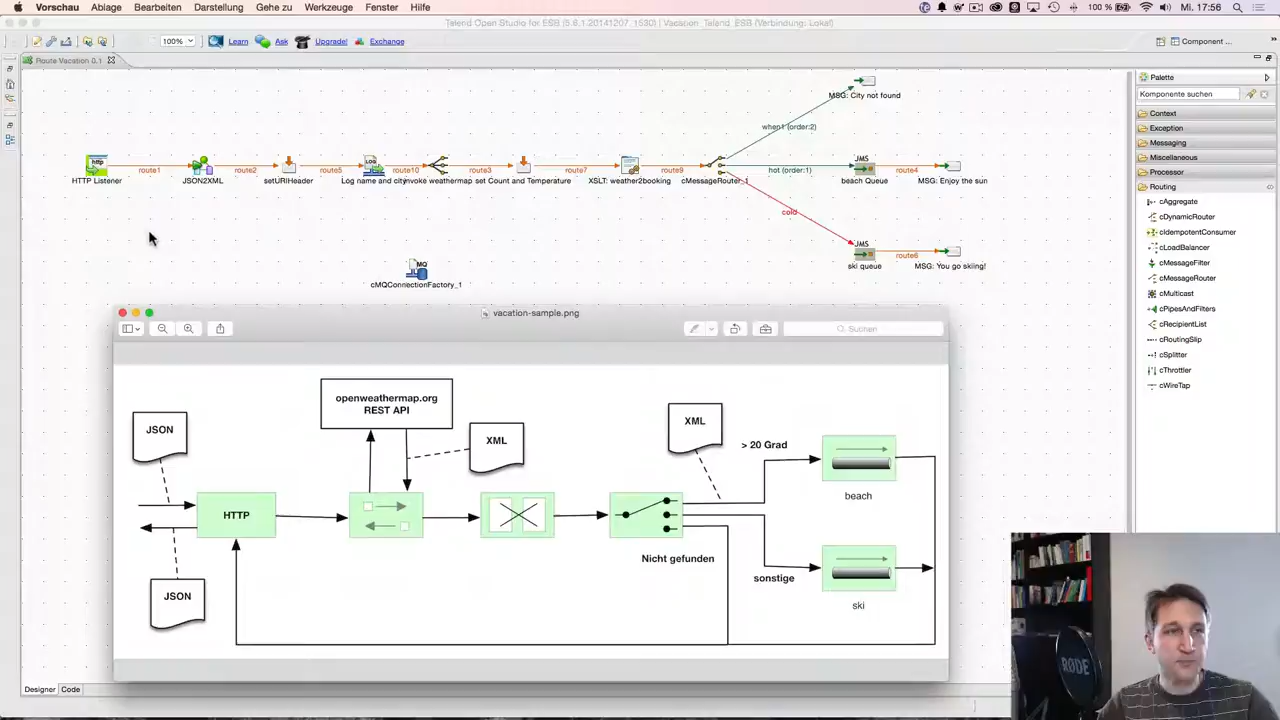 Vorschau Ablage Bearbeiten Darstellung Gehe zu Werkzeuge Fenster Hilfe 100 % Mi. 17:56
Talend Open Studio for ESB (5.6.1.20141207_1530) | Vacation_Talend_ESB (Verbindung: Lokal)
100% Learn Ask Upgrade! Exchange Component ...
Route Vacation 0.1
Palette
Komponente suchen
Context
Exception
Messaging
Miscellaneous
Processor
Routing
cAggregate
cDynamicRouter
cIdempotentConsumer
cLoadBalancer
cMessageFilter
cMessageRouter
cMulticast
cPipesAndFilters
cRecipientList
cRoutingSlip
cSplitter
cThrottler
cWireTap
MSG: City not found
when1 (order:2)
http
LOG
JMS
route1 route2 route5 route10 route3 route7 route9 hot (order:1) route4
HTTP Listener JSON2XML setURIHeader Log name and city invoke weathermap set Count and Temperature XSLT: weather2booking cMessageRouter_1 beach Queue MSG: Enjoy the sun
cold
JMS
route6
ski queue MSG: You go skiing!
MQ
cMQConnectionFactory_1
vacation-sample.png
Suchen
openweathermap.org
REST API
JSON
XML
XML
> 20 Grad
beach
HTTP
Nicht gefunden
sonstige
ski
JSON
RØDE
Designer Code